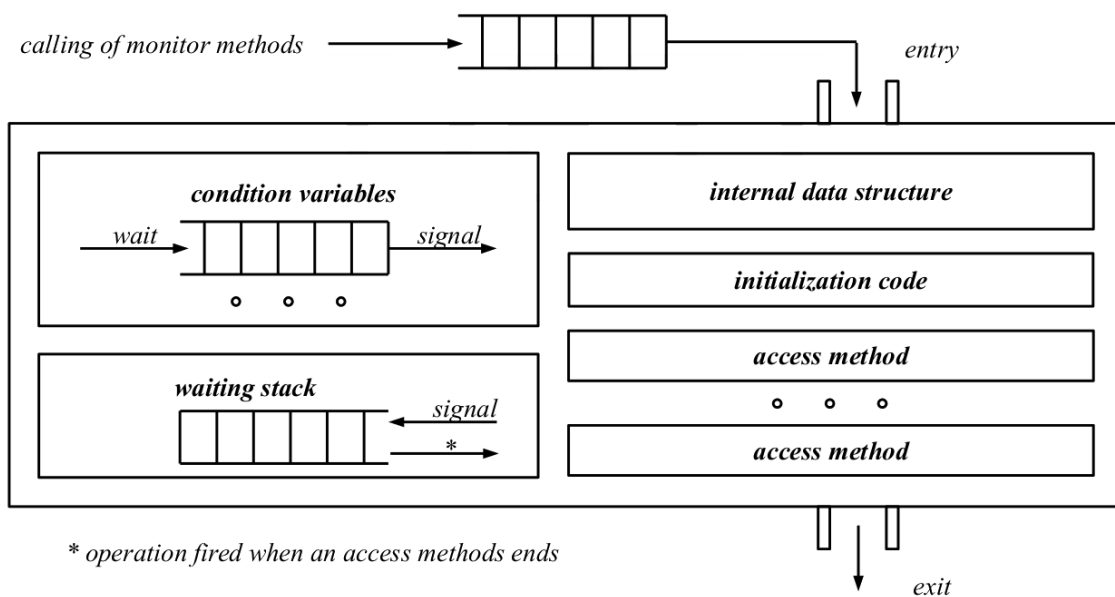 calling of monitor methods
entry
condition variables
wait
signal
internal data structure
initialization code
waiting stack
signal
*
access method
access method
* operation fired when an access methods ends
exit